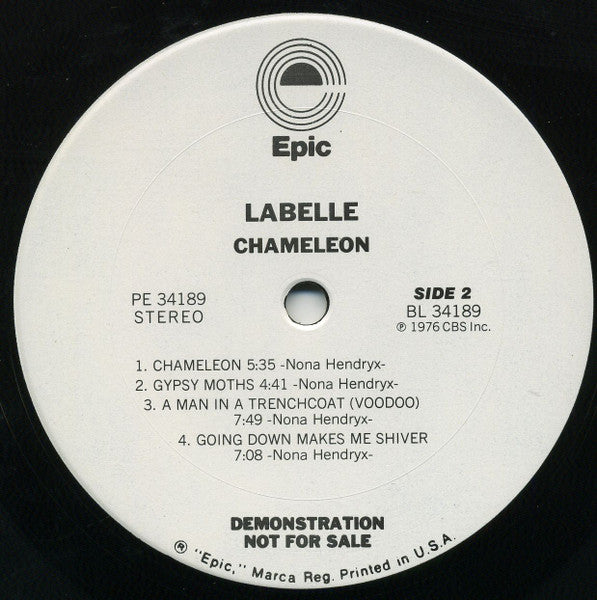 Epic
LABELLE
CHAMELEON
PE 34189
STEREO
SIDE 2
BL 34189
℗ 1976 CBS Inc.
1. CHAMELEON 5:35 -Nona Hendryx-
2. GYPSY MOTHS 4:41 -Nona Hendryx-
3. A MAN IN A TRENCHCOAT (VOODOO)
7:49 -Nona Hendryx-
4. GOING DOWN MAKES ME SHIVER
7:08 -Nona Hendryx-
DEMONSTRATION
NOT FOR SALE
® "Epic," Marca Reg. Printed in U.S.A.